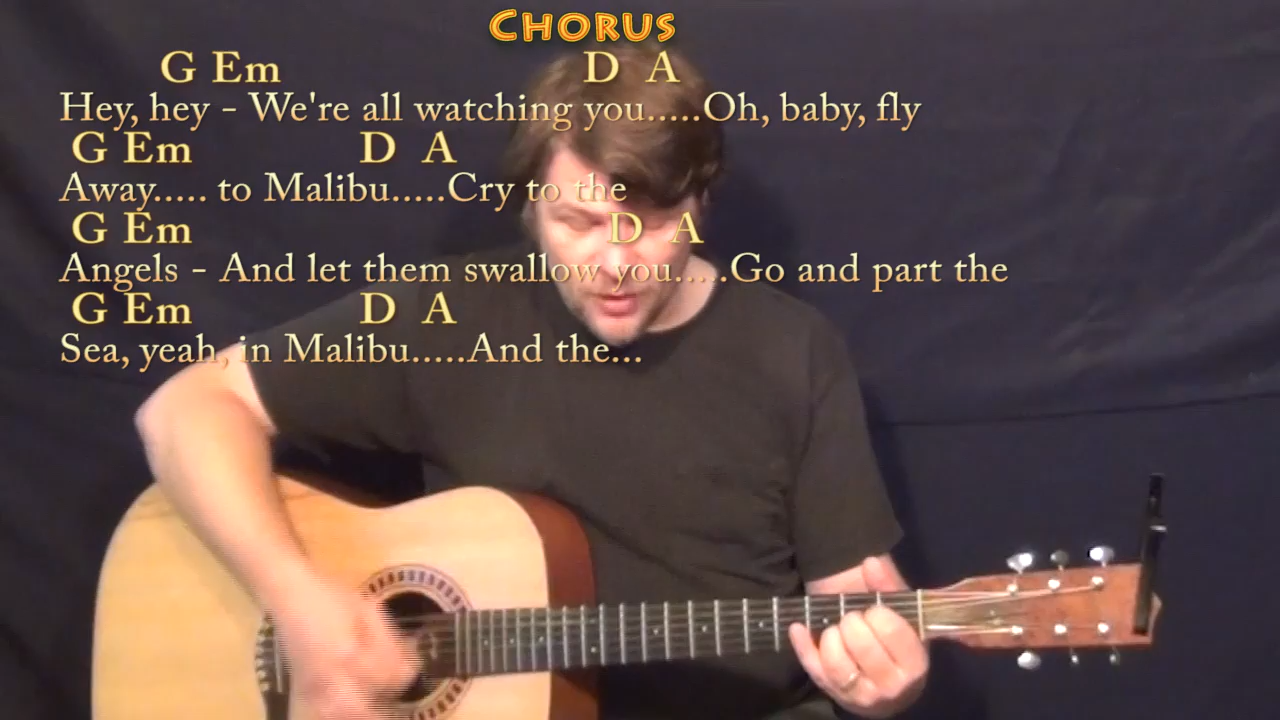 CHORUS
G Em D A
Hey, hey - We're all watching you.....Oh, baby, fly
G Em D A
Away..... to Malibu.....Cry to the
G Em D A
Angels - And let them swallow you.....Go and part the
G Em D A
Sea, yeah, in Malibu.....And the...